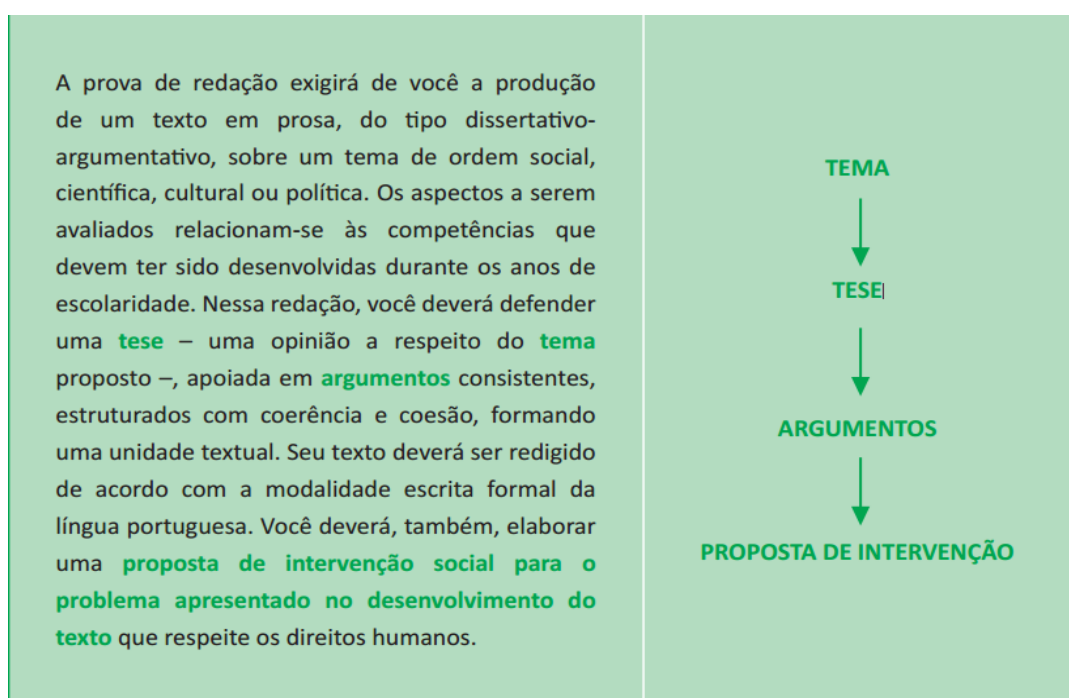 A prova de redação exigirá de você a produção
de um texto em prosa, do tipo dissertativo-
argumentativo, sobre um tema de ordem social,
científica, cultural ou política. Os aspectos a serem
avaliados relacionam-se às competências que
devem ter sido desenvolvidas durante os anos de
escolaridade. Nessa redação, você deverá defender
uma tese – uma opinião a respeito do tema
proposto –, apoiada em argumentos consistentes,
estruturados com coerência e coesão, formando
uma unidade textual. Seu texto deverá ser redigido
de acordo com a modalidade escrita formal da
língua portuguesa. Você deverá, também, elaborar
uma proposta de intervenção social para o
problema apresentado no desenvolvimento do
texto que respeite os direitos humanos.
TEMA
TESE
ARGUMENTOS
PROPOSTA DE INTERVENÇÃO